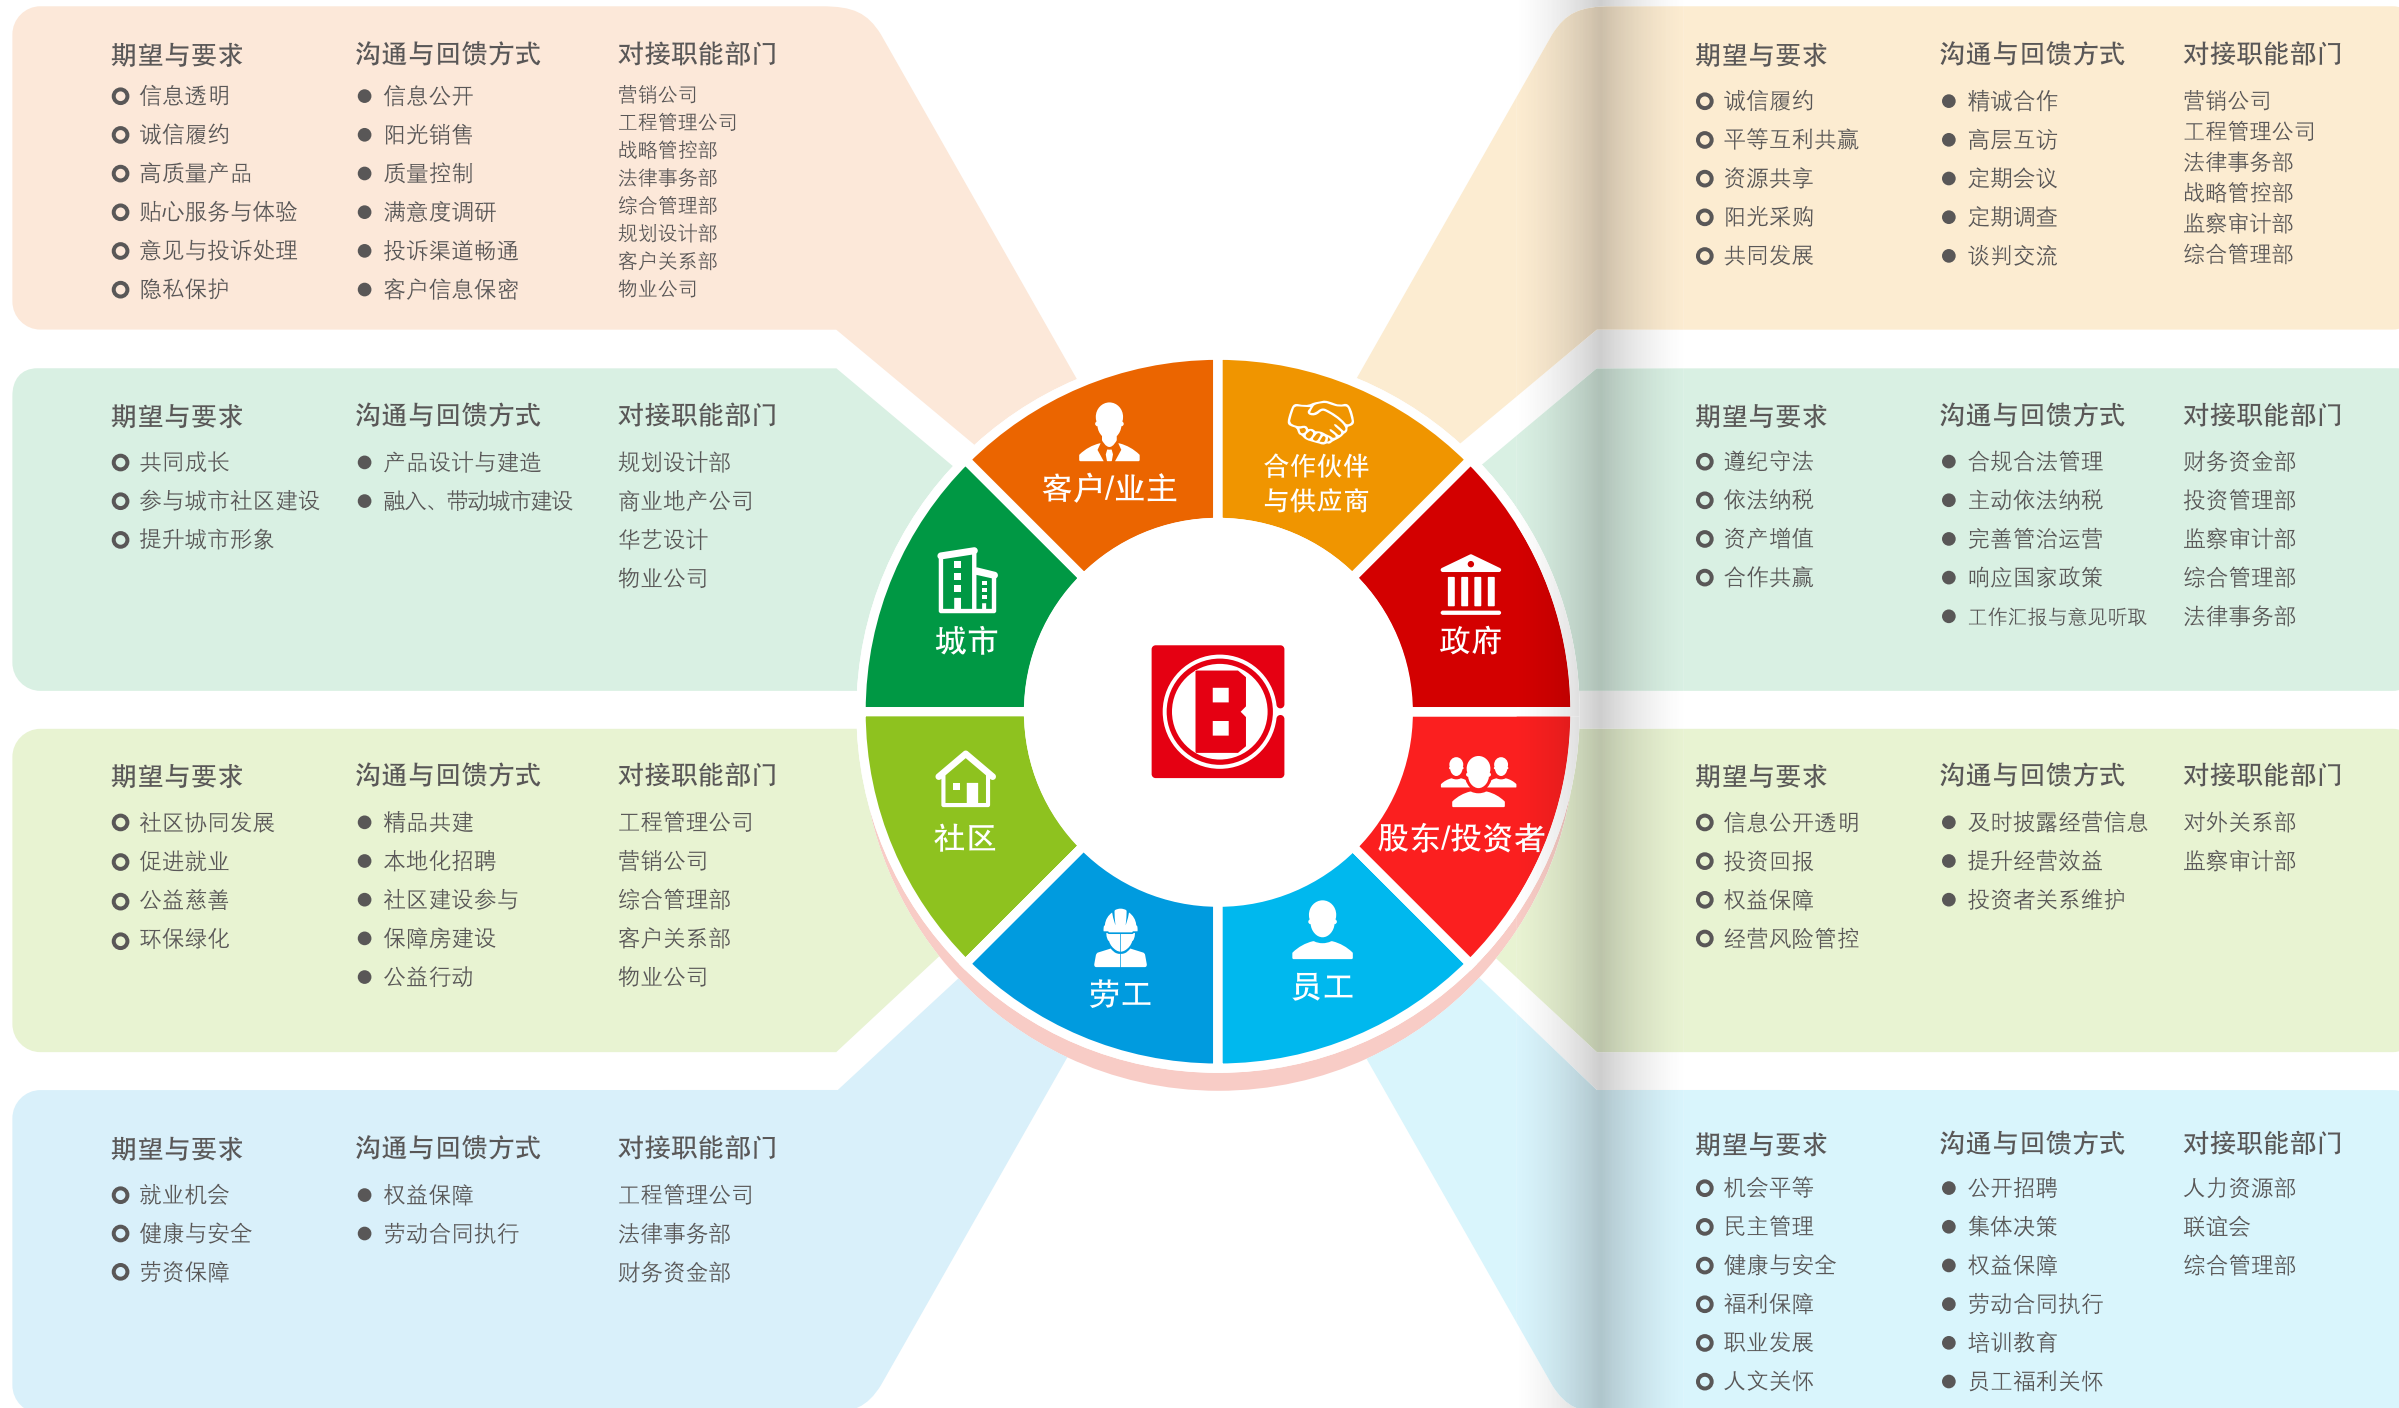 期望与要求
信息透明
诚信履约
高质量产品
贴心服务与体验
意见与投诉处理
隐私保护
沟通与回馈方式
信息公开
阳光销售
质量控制
满意度调研
投诉渠道畅通
客户信息保密
对接职能部门
营销公司
工程管理公司
战略管控部
法律事务部
综合管理部
规划设计部
客户关系部
物业公司
期望与要求
诚信履约
平等互利共赢
资源共享
阳光采购
共同发展
沟通与回馈方式
精诚合作
高层互访
定期会议
定期调查
谈判交流
对接职能部门
营销公司
工程管理公司
法律事务部
战略管控部
监察审计部
综合管理部
期望与要求
共同成长
参与城市社区建设
提升城市形象
沟通与回馈方式
产品设计与建造
融入、带动城市建设
对接职能部门
规划设计部
商业地产公司
华艺设计
物业公司
客户/业主
合作伙伴
与供应商
城市
政府
社区
股东/投资者
劳工
员工
期望与要求
遵纪守法
依法纳税
资产增值
合作共赢
沟通与回馈方式
合规合法管理
主动依法纳税
完善管治运营
响应国家政策
工作汇报与意见听取
对接职能部门
财务资金部
投资管理部
监察审计部
综合管理部
法律事务部
期望与要求
社区协同发展
促进就业
公益慈善
环保绿化
沟通与回馈方式
精品共建
本地化招聘
社区建设参与
保障房建设
公益行动
对接职能部门
工程管理公司
营销公司
综合管理部
客户关系部
物业公司
期望与要求
信息公开透明
投资回报
权益保障
经营风险管控
沟通与回馈方式
及时披露经营信息
提升经营效益
投资者关系维护
对接职能部门
对外关系部
监察审计部
期望与要求
就业机会
健康与安全
劳资保障
沟通与回馈方式
权益保障
劳动合同执行
对接职能部门
工程管理公司
法律事务部
财务资金部
期望与要求
机会平等
民主管理
健康与安全
福利保障
职业发展
人文关怀
沟通与回馈方式
公开招聘
集体决策
权益保障
劳动合同执行
培训教育
员工福利关怀
对接职能部门
人力资源部
联谊会
综合管理部